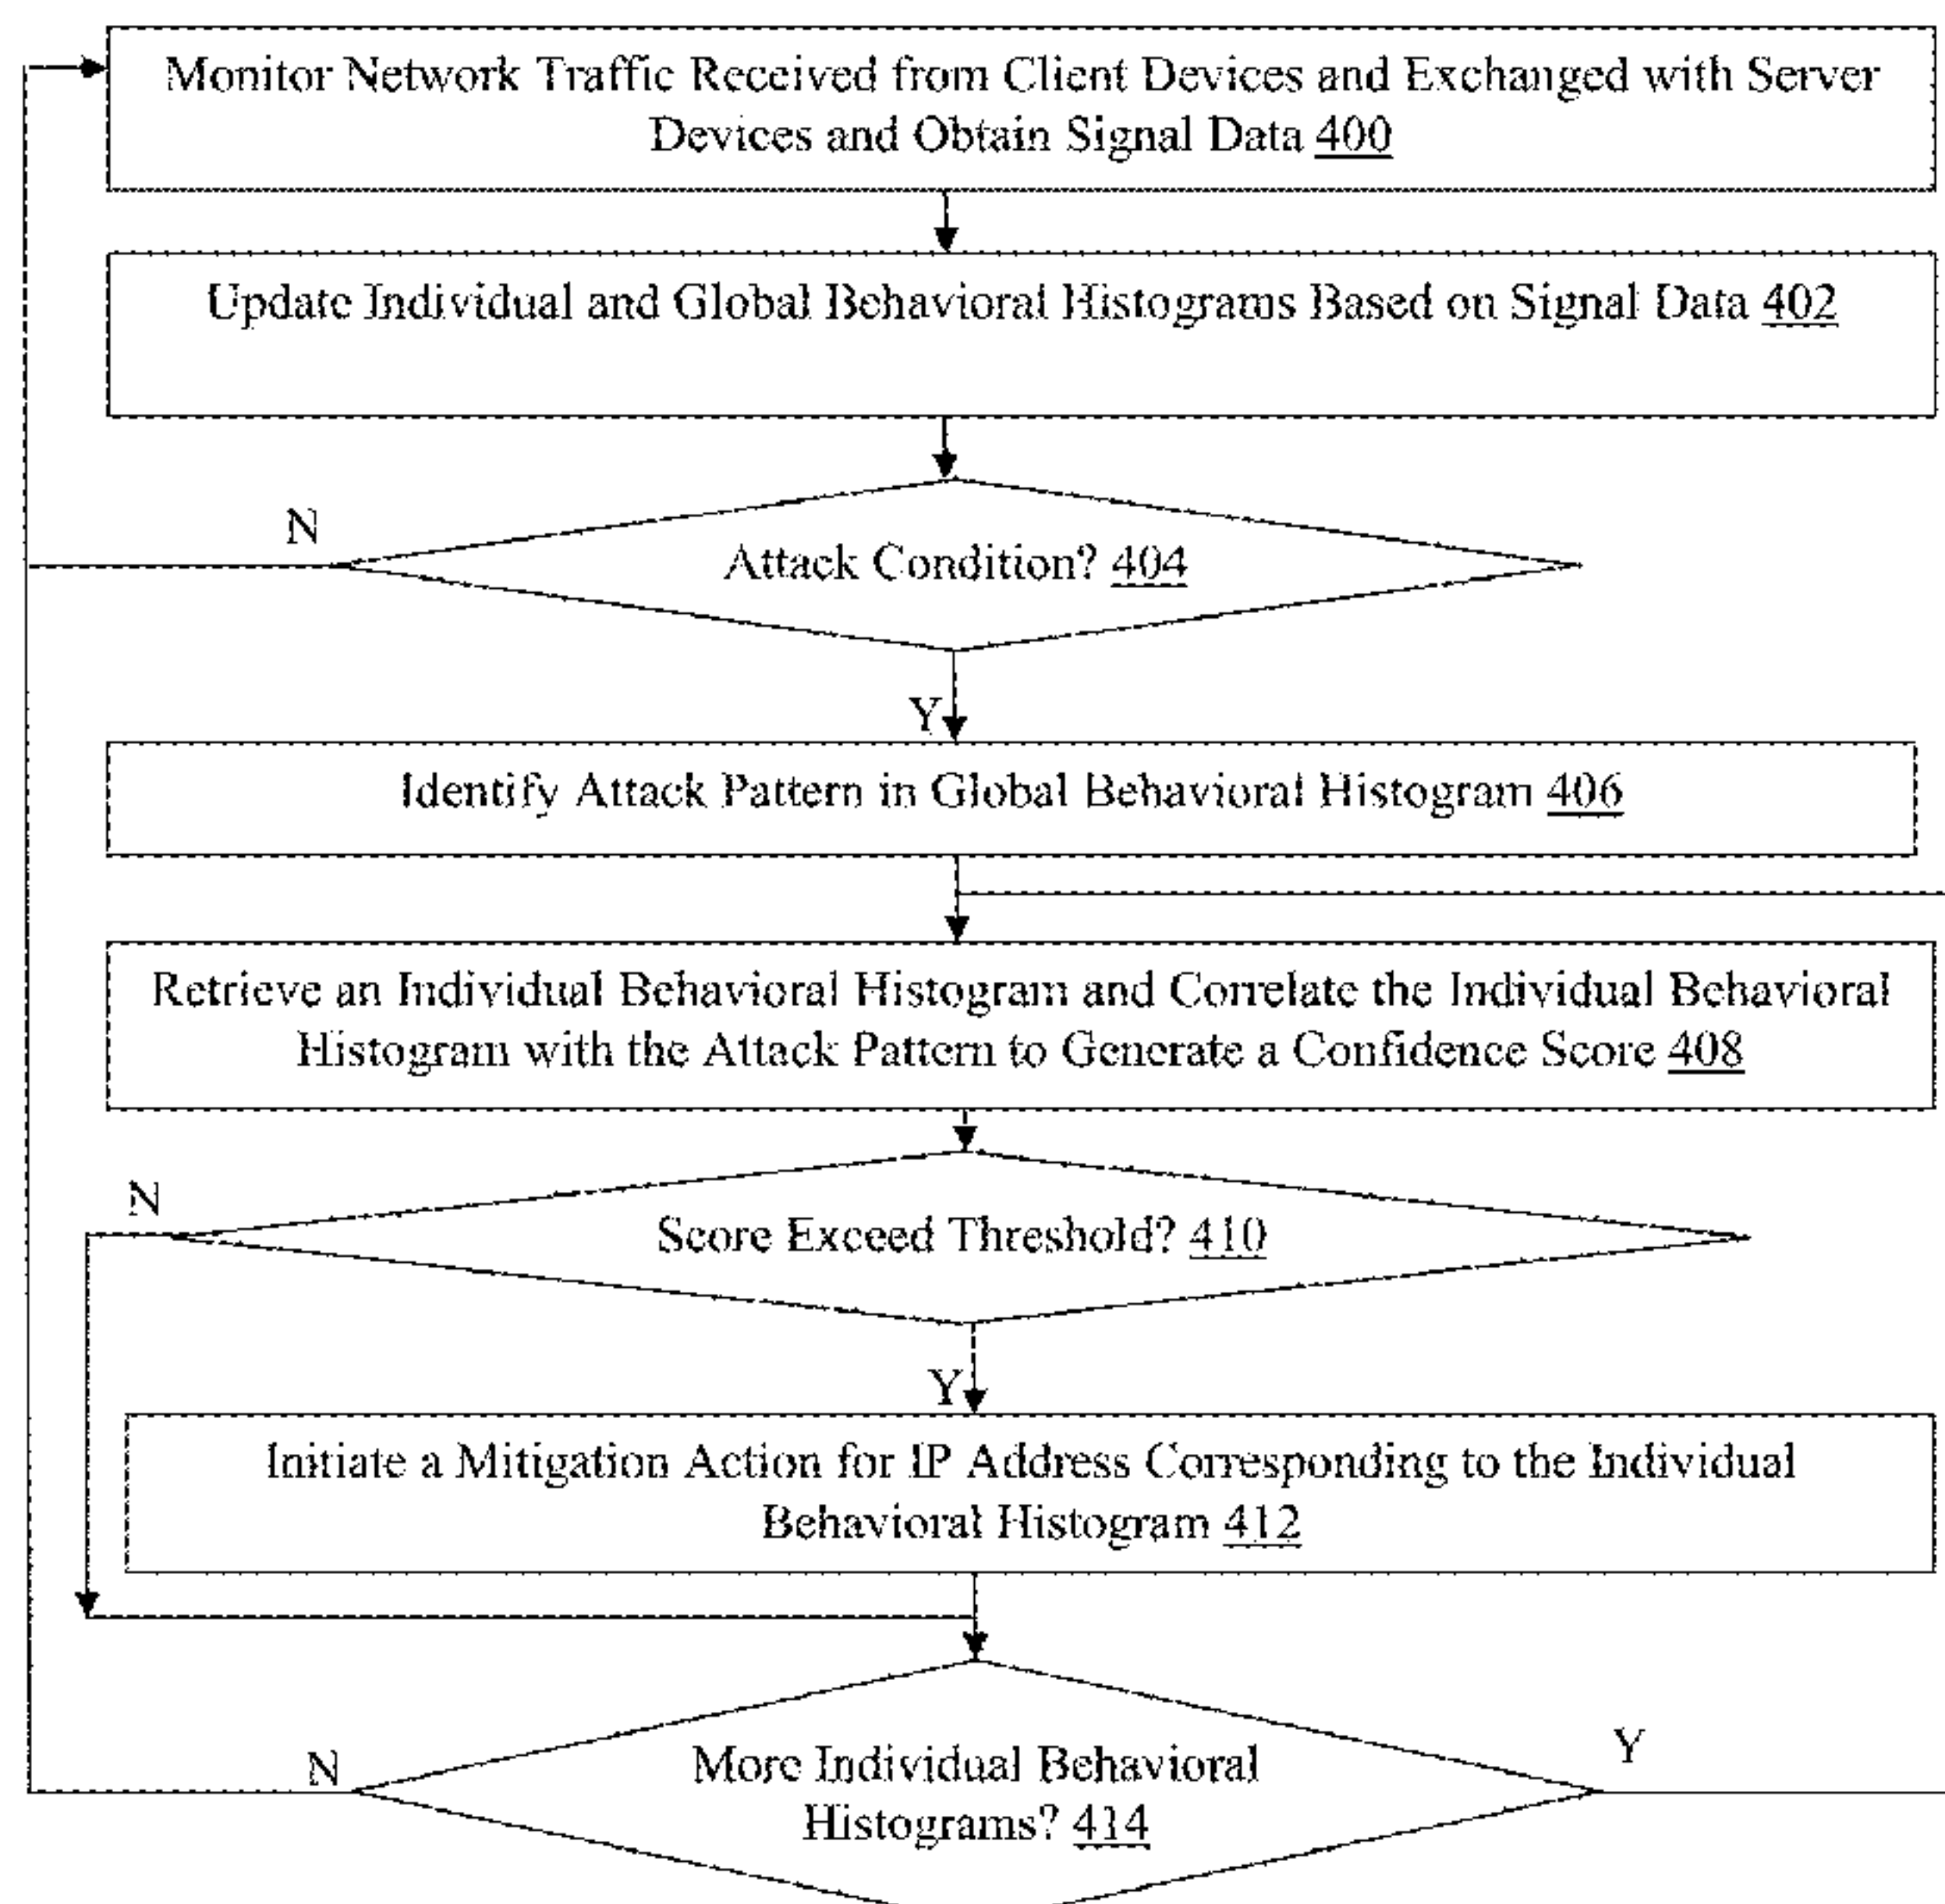 Monitor Network Traffic Received from Client Devices and Exchanged with Server
Devices and Obtain Signal Data 400
Update Individual and Global Behavioral Histograms Based on Signal Data 402
N
Attack Condition? 404
Y
Identify Attack Pattern in Global Behavioral Histogram 406
Retrieve an Individual Behavioral Histogram and Correlate the Individual Behavioral
Histogram with the Attack Pattern to Generate a Confidence Score 408
N
Score Exceed Threshold? 410
Y
Initiate a Mitigation Action for IP Address Corresponding to the Individual
Behavioral Histogram 412
Y
N
More Individual Behavioral
Histograms? 414